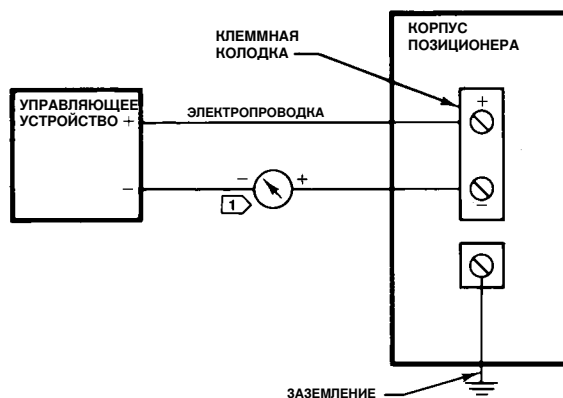 КЛЕММНАЯ
КОЛОДКА
КОРПУС
ПОЗИЦИОНЕРА
УПРАВЛЯЮЩЕЕ
УСТРОЙСТВО +
ЭЛЕКТРОПРОВОДКА
+
− − +
1
−
ЗАЗЕМЛЕНИЕ